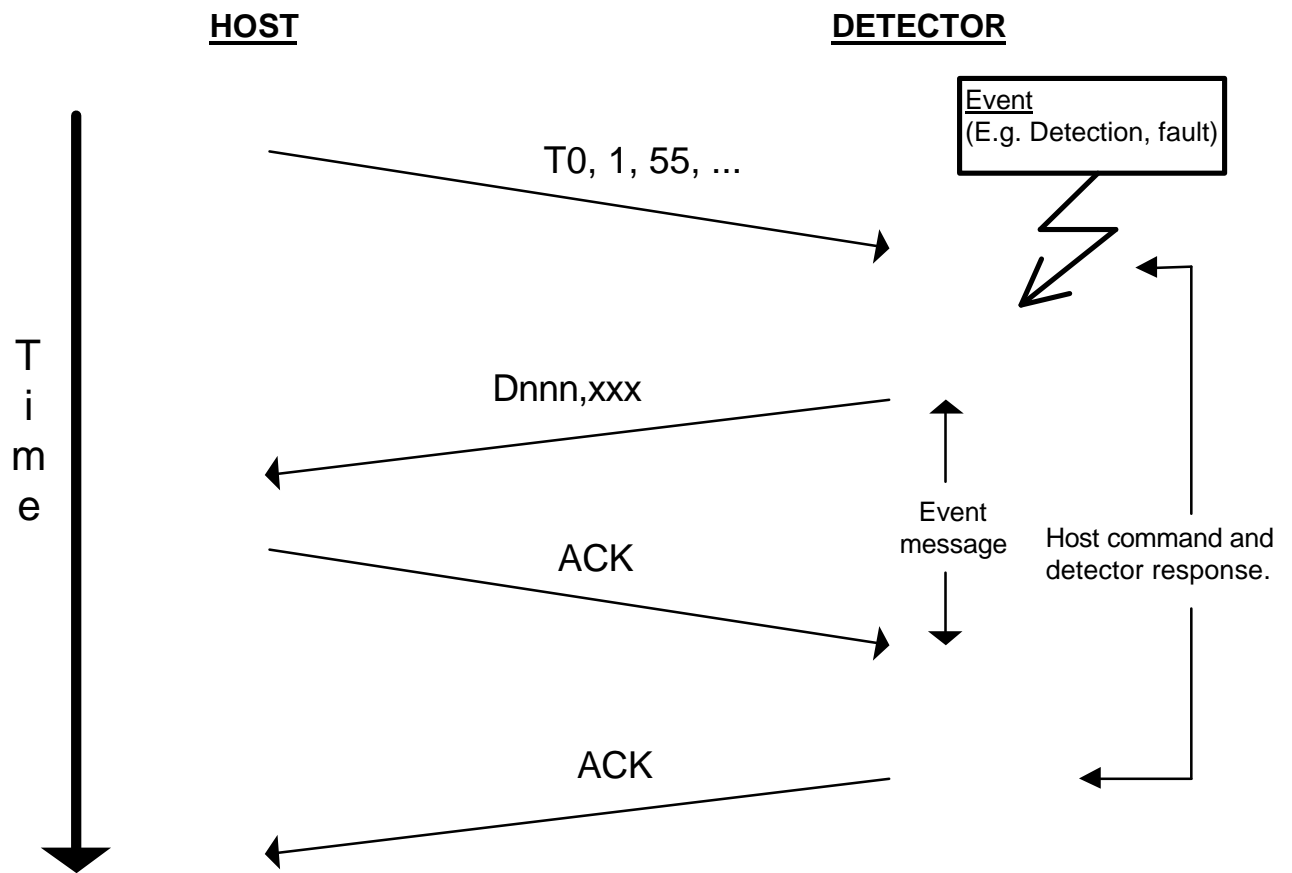 HOST
DETECTOR
Event
(E.g. Detection, fault)
T0, 1, 55, ...
Time
Dnnn,xxx
Event
message
Host command and
detector response.
ACK
ACK